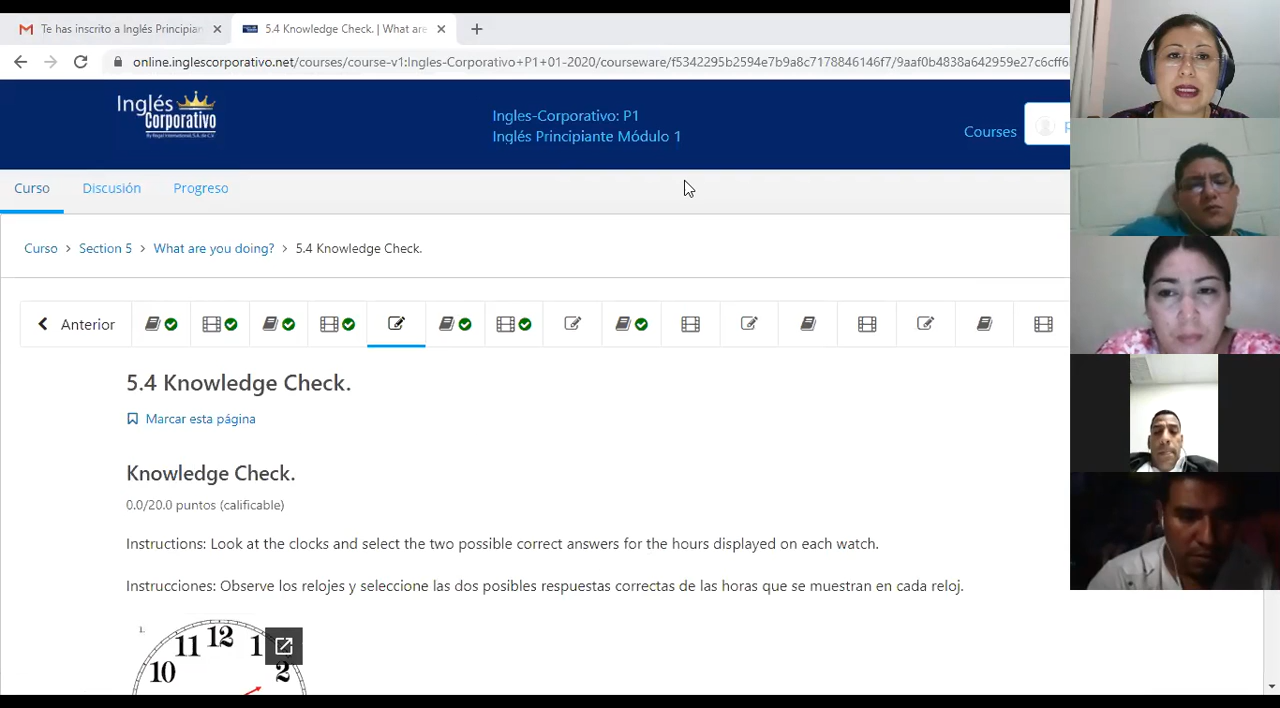 Te has inscrito a Inglés Principian
5.4 Knowledge Check. | What are
online.inglescorporativo.net/courses/course-v1:Ingles-Corporativo+P1+01-2020/courseware/f5342295b2594e7b9a8c7178846146f7/9aaf0b4838a642959e27c6cff6
Inglés
Corporativo
Ingles-Corporativo: P1
Inglés Principiante Módulo 1
Courses
Curso Discusión Progreso
Curso > Section 5 > What are you doing? > 5.4 Knowledge Check.
Anterior
5.4 Knowledge Check.
Marcar esta página
Knowledge Check.
0.0/20.0 puntos (calificable)
Instructions: Look at the clocks and select the two possible correct answers for the hours displayed on each watch.
Instrucciones: Observe los relojes y seleccione las dos posibles respuestas correctas de las horas que se muestran en cada reloj.
1.
10 11 12 1 2